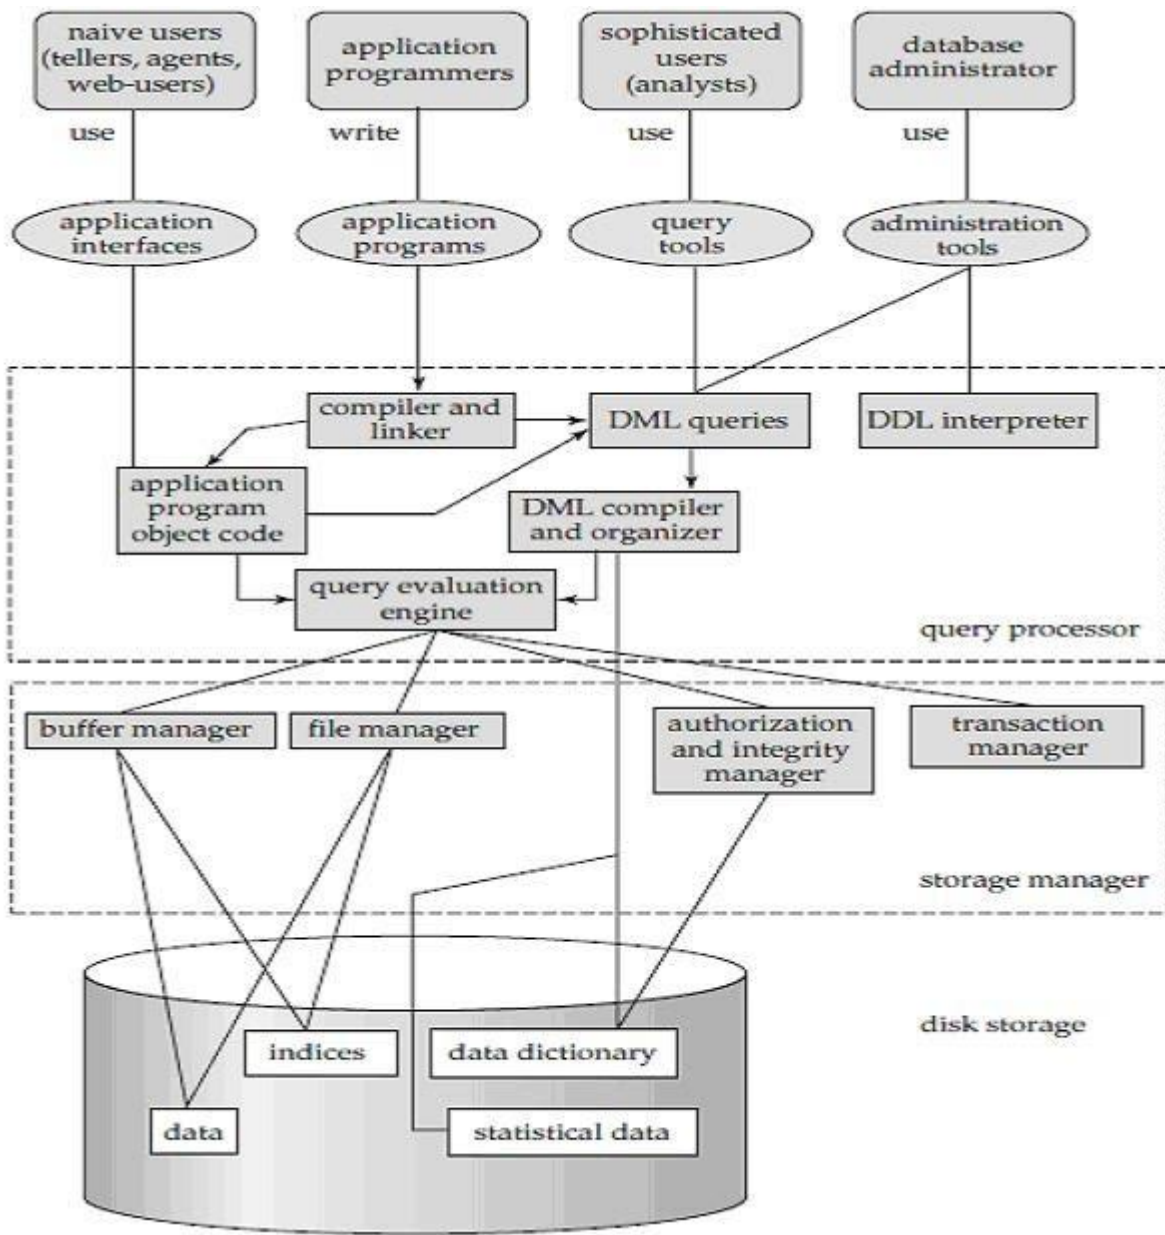 naive users
(tellers, agents,
web-users)
application
programmers
sophisticated
users
(analysts)
database
administrator
use
write
use
use
application
interfaces
application
programs
query
tools
administration
tools
compiler and
linker
DML queries
DDL interpreter
application
program
object code
DML compiler
and organizer
query evaluation
engine
query processor
buffer manager
file manager
authorization
and integrity
manager
transaction
manager
storage manager
disk storage
indices
data dictionary
data
statistical data